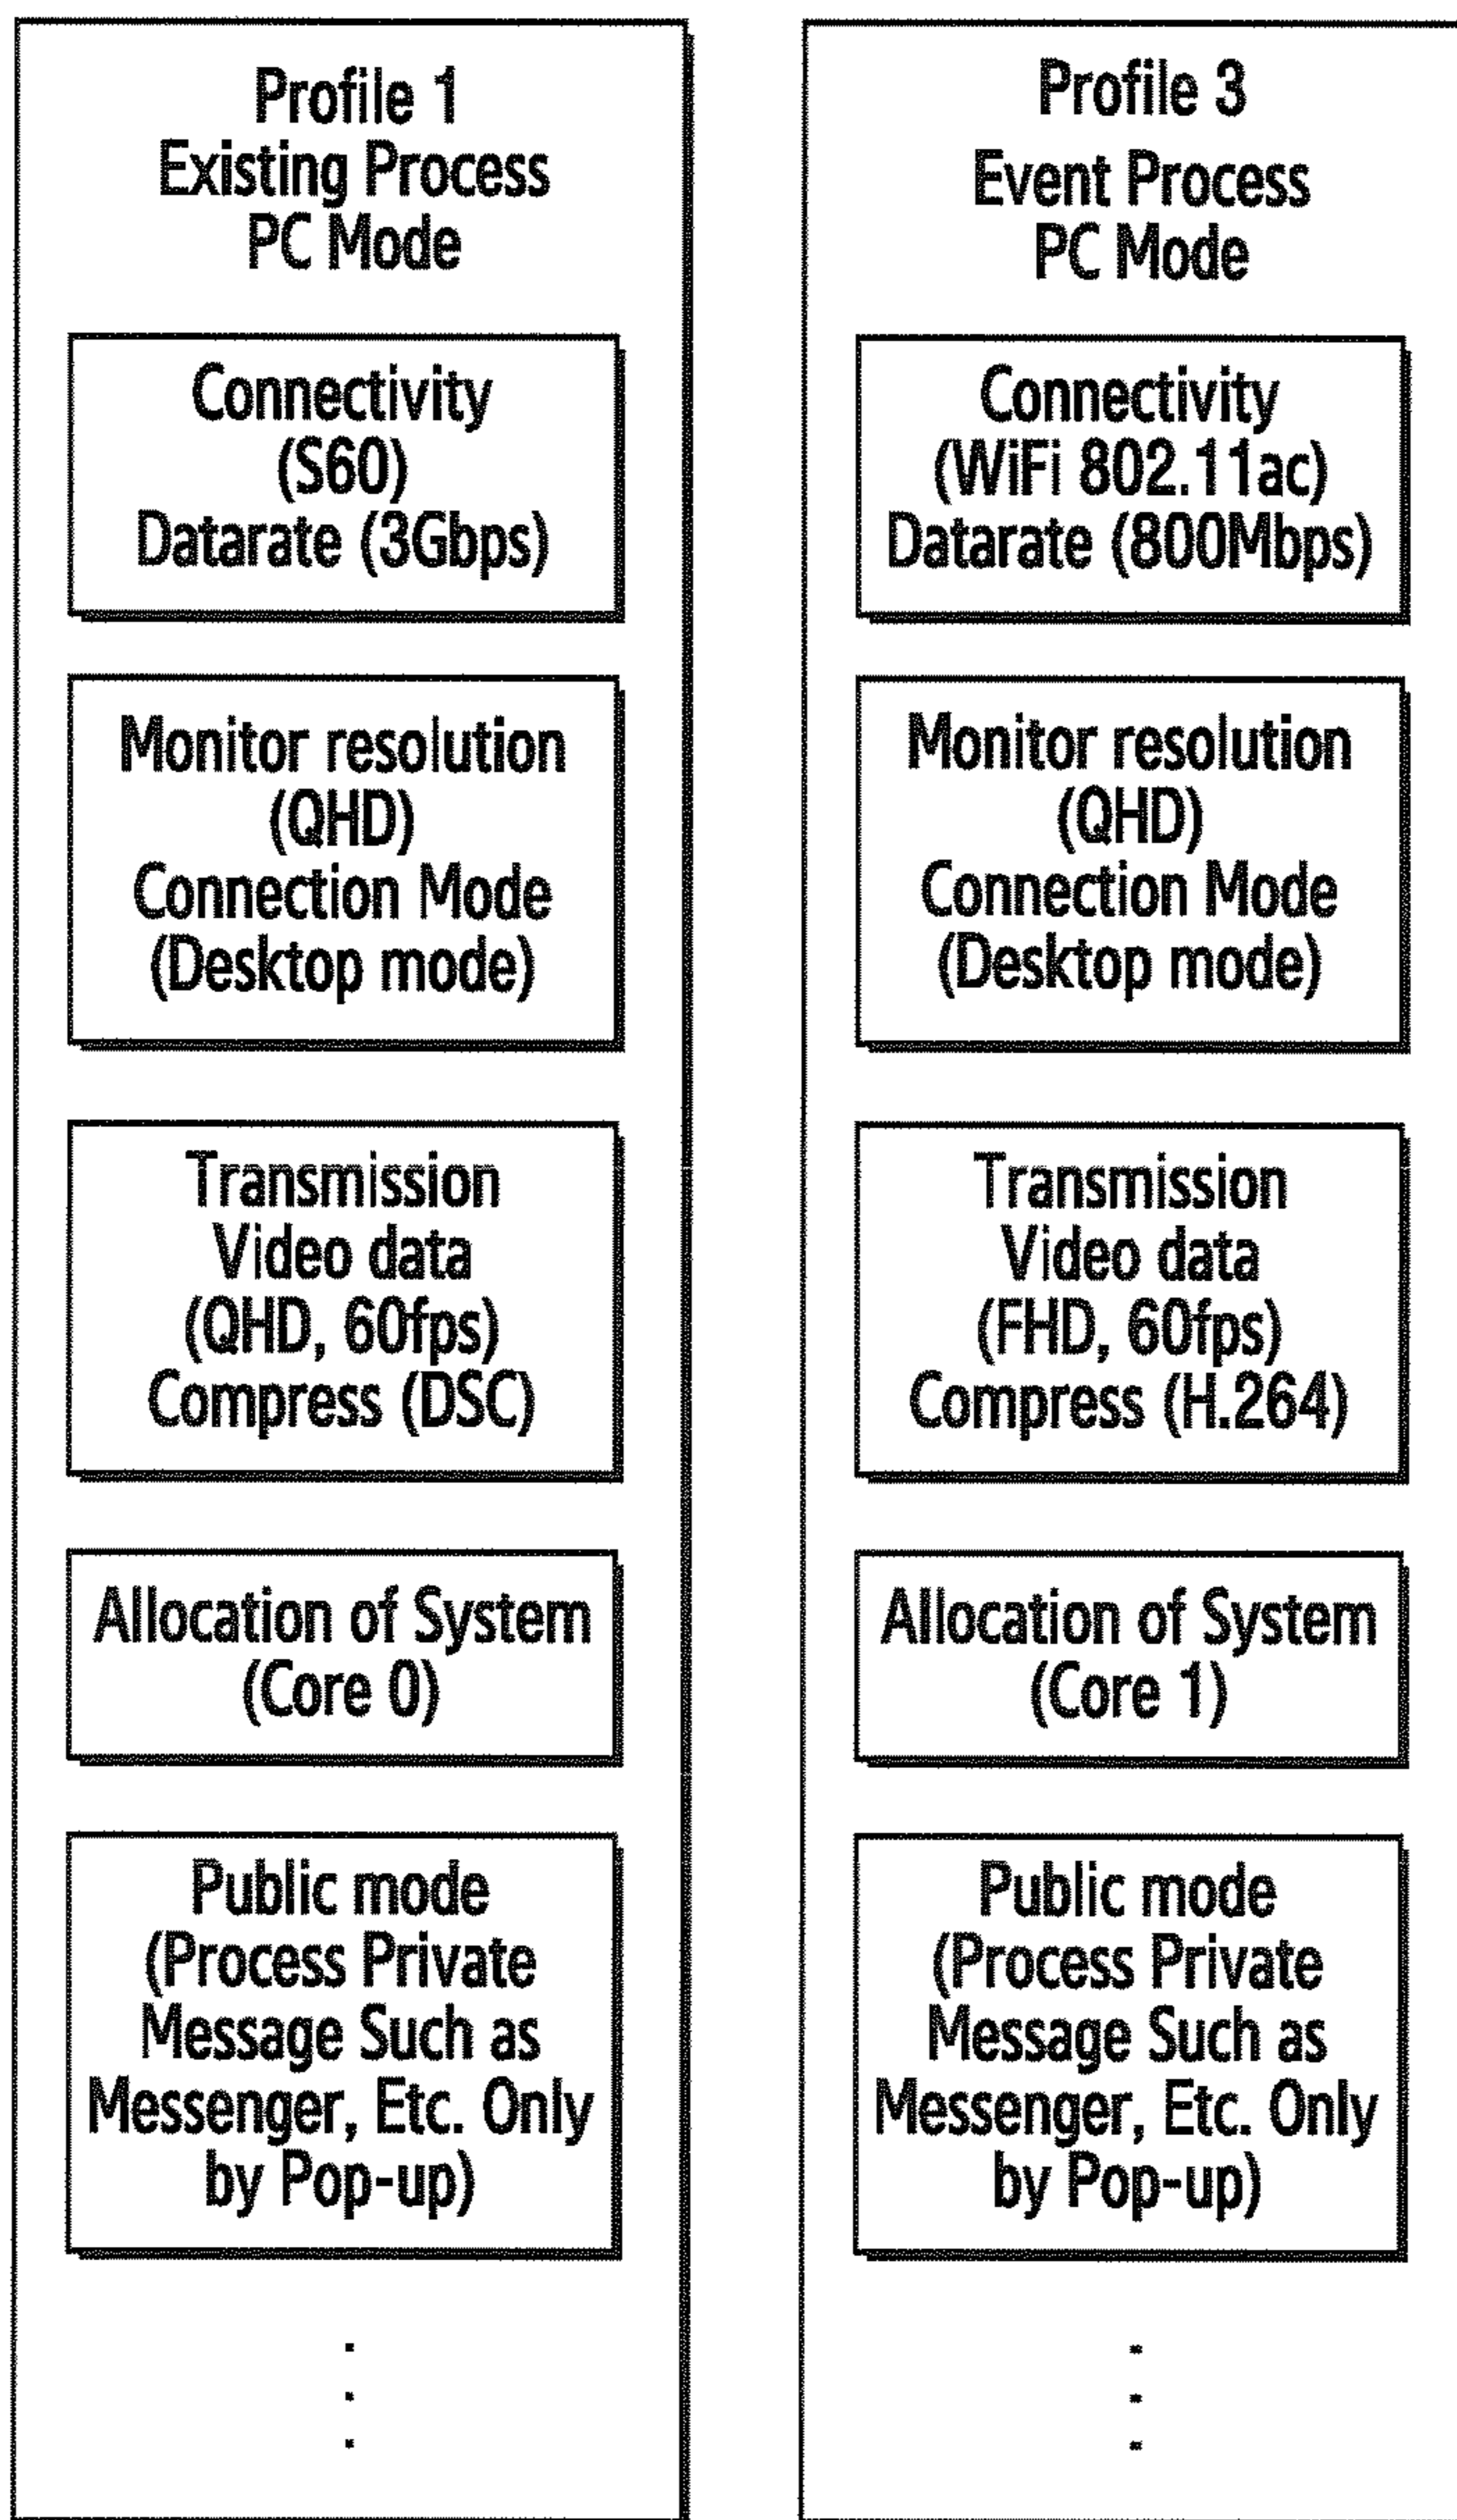 Profile 1
Existing Process
PC Mode
Connectivity
(S60)
Datarate (3Gbps)
Monitor resolution
(QHD)
Connection Mode
(Desktop mode)
Transmission
Video data
(QHD, 60fps)
Compress (DSC)
Allocation of System
(Core 0)
Public mode
(Process Private
Message Such as
Messenger, Etc. Only
by Pop-up)
Profile 3
Event Process
PC Mode
Connectivity
(WiFi 802.11ac)
Datarate (800Mbps)
Monitor resolution
(QHD)
Connection Mode
(Desktop mode)
Transmission
Video data
(FHD, 60fps)
Compress (H.264)
Allocation of System
(Core 1)
Public mode
(Process Private
Message Such as
Messenger, Etc. Only
by Pop-up)